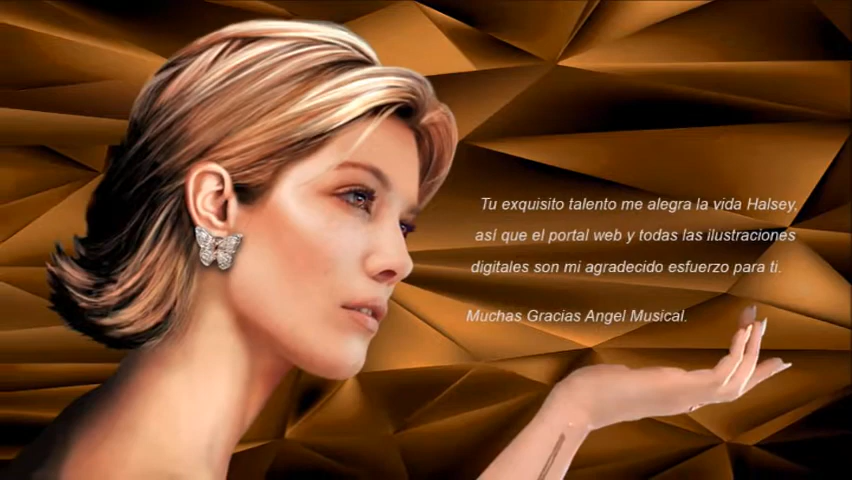 Tu exquisito talento me alegra la vida Halsey,
así que el portal web y todas las ilustraciones
digitales son mi agradecido esfuerzo para ti.
Muchas Gracias Angel Musical.